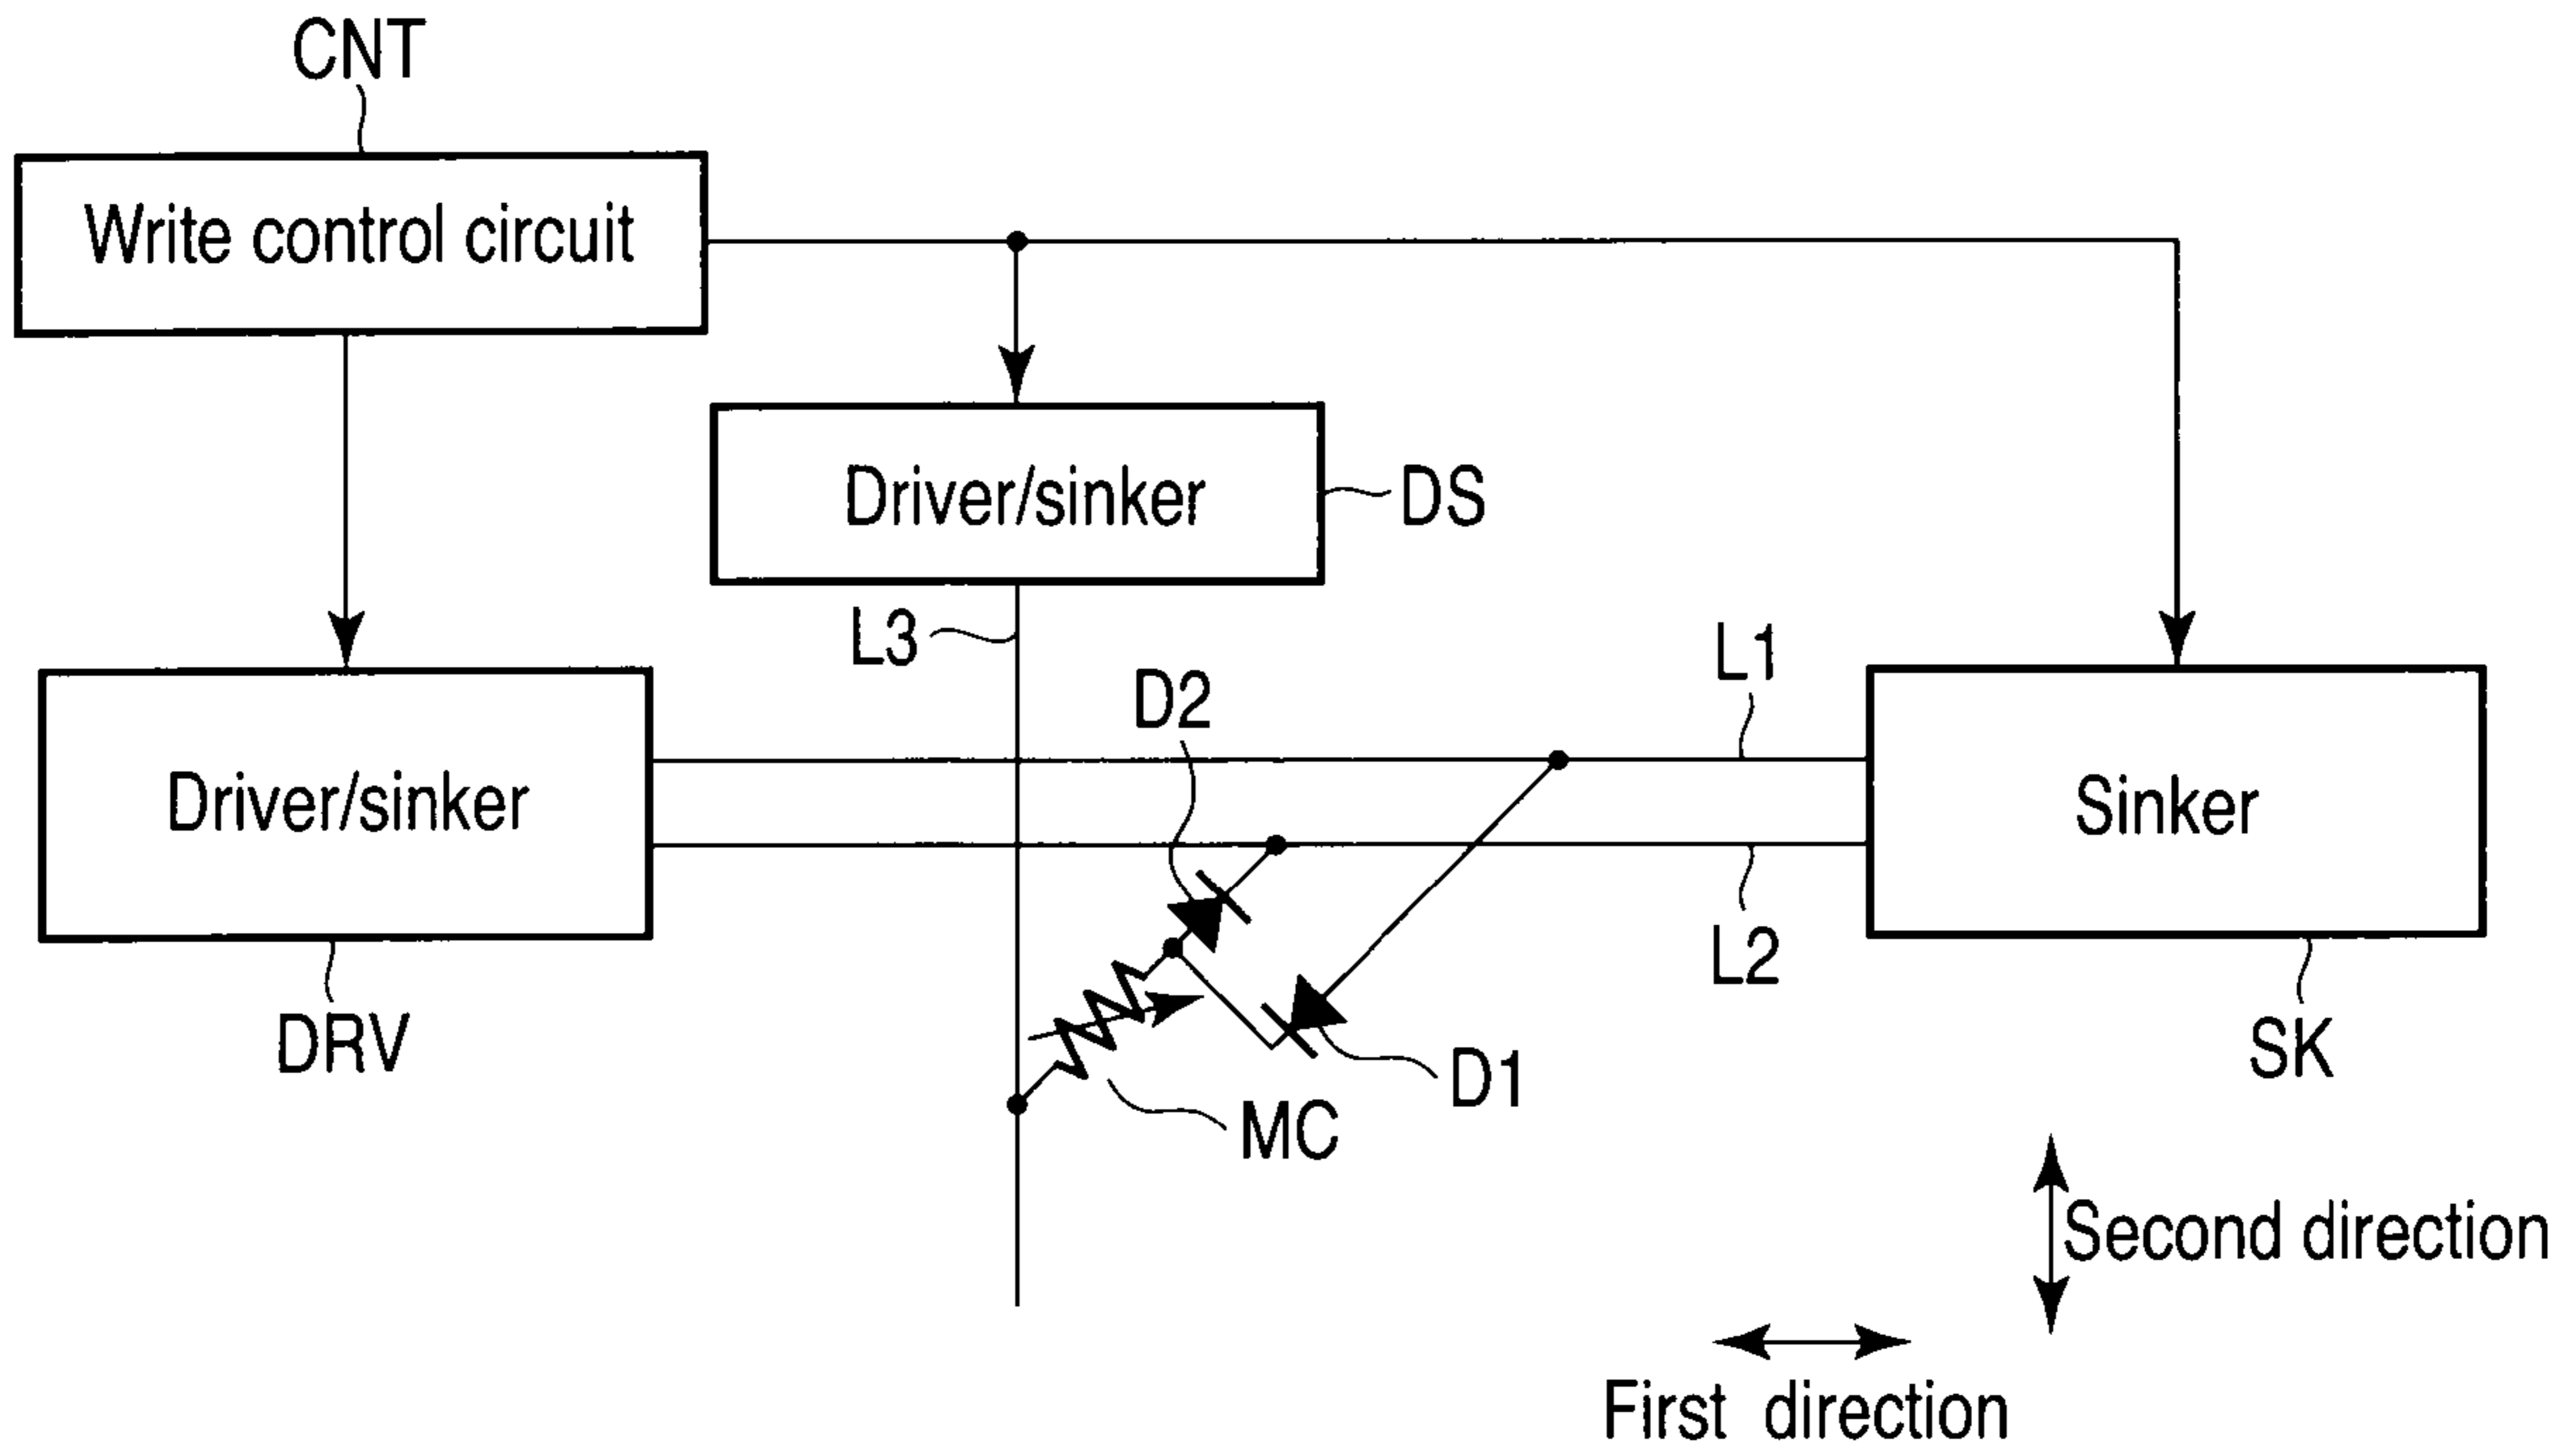 CNT
Write control circuit
Driver/sinker
DS
L3
L1
D2
Driver/sinker
Sinker
L2
DRV
SK
D1
MC
Second direction
First direction